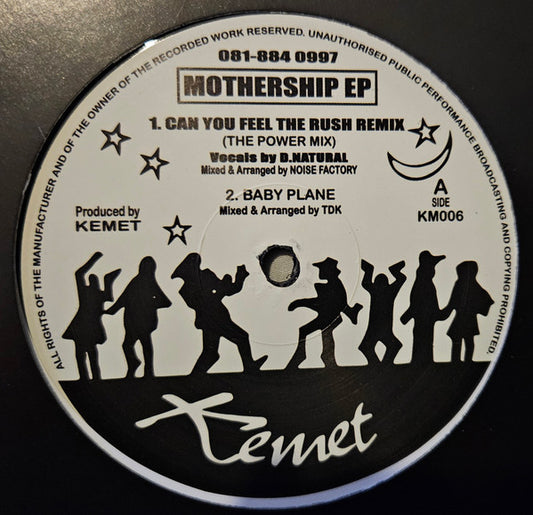 ALL RIGHTS OF THE MANUFACTURER AND OF THE OWNER OF THE RECORDED WORK RESERVED. UNAUTHORISED PUBLIC PERFORMANCE BROADCASTING AND COPYING PROHIBITED.
081-884 0997
MOTHERSHIP EP
1. CAN YOU FEEL THE RUSH REMIX
(THE POWER MIX)
Vocals by D.NATURAL
Mixed & Arranged by NOISE FACTORY
2. BABY PLANE
Mixed & Arranged by TDK
Produced by
KEMET
A
SIDE
KM006
Kemet